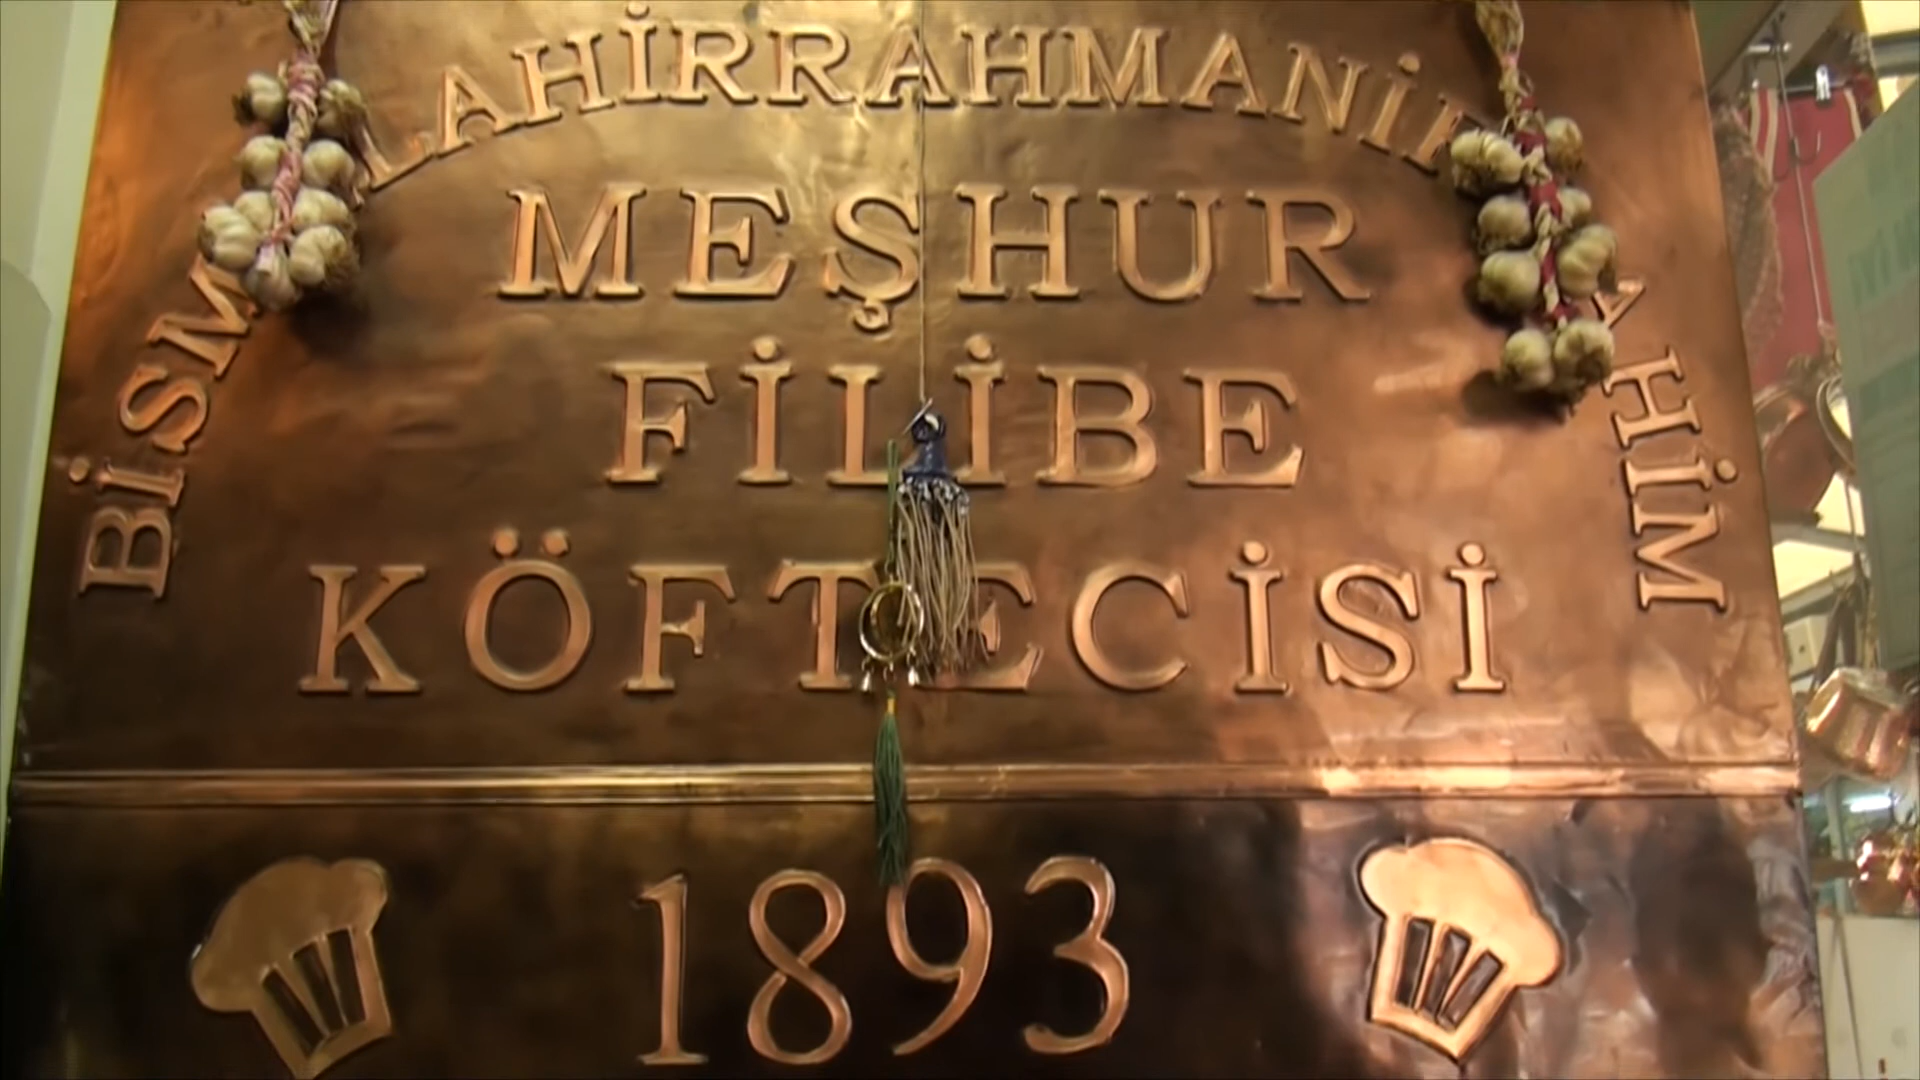 BİSM LAHİRRAHMANİR AHİM
MEŞHUR
FİLİBE
KÖFTECİSİ
1893